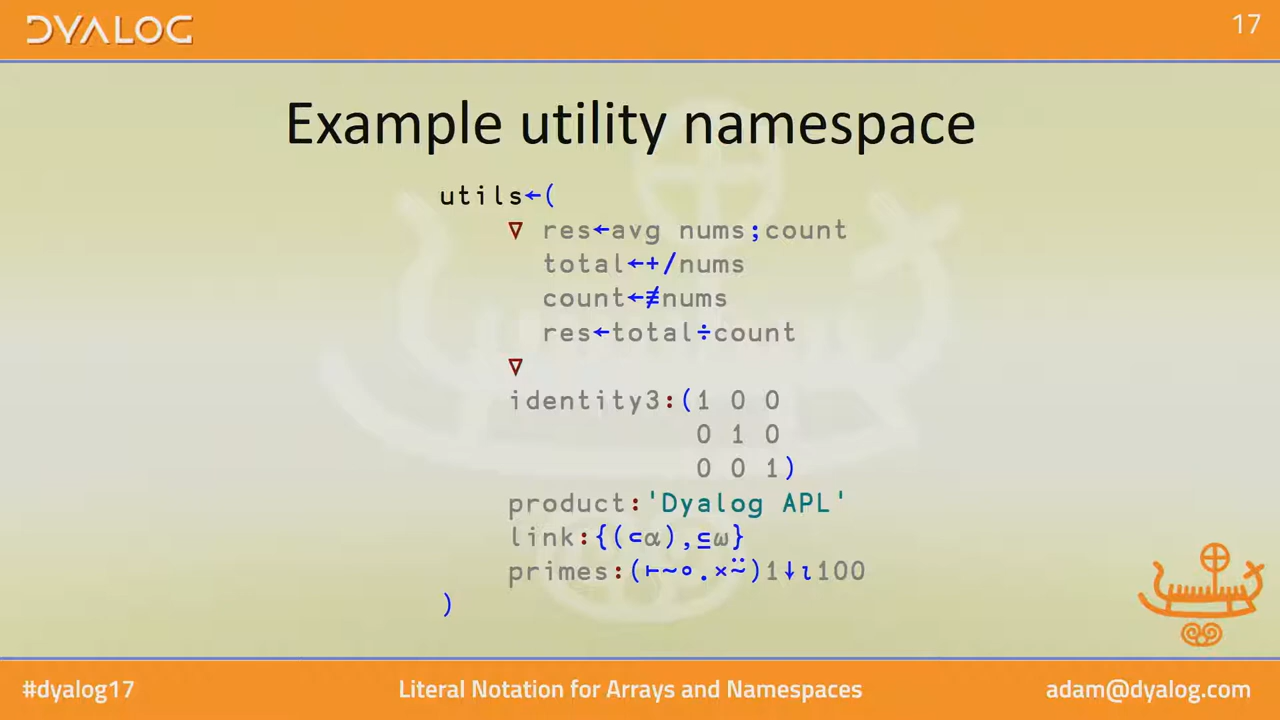 DYALOG
17
Example utility namespace
utils←(
∇ res←avg nums;count
total←+/nums
count←≢nums
res←total÷count
∇
identity3:(1 0 0
0 1 0
0 0 1)
product:'Dyalog APL'
link:{(⊂⍺),⊆⍵}
primes:(⊢~∘.×⍨)1↓⍳100
)
#dyalog17
Literal Notation for Arrays and Namespaces
adam@dyalog.com